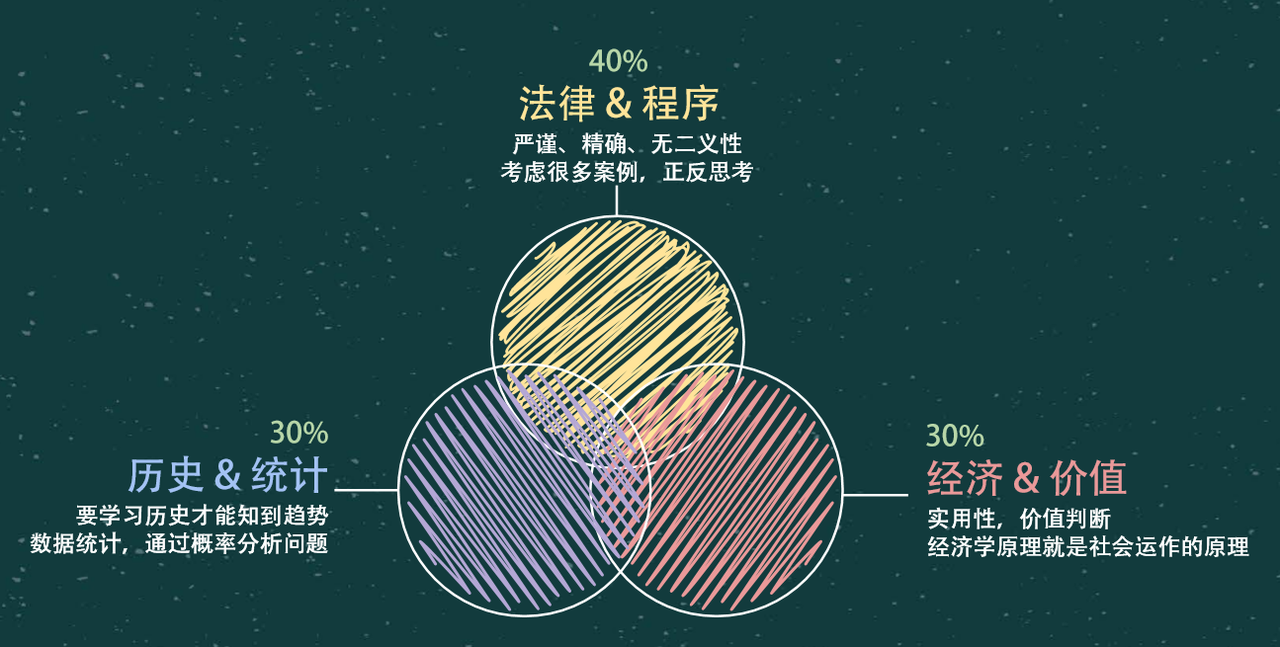 40%
法律 & 程序
严谨、精确、无二义性
考虑很多案例，正反思考
30%
历史 & 统计
要学习历史才能知到趋势
数据统计，通过概率分析问题
30%
经济 & 价值
实用性，价值判断
经济学原理就是社会运作的原理